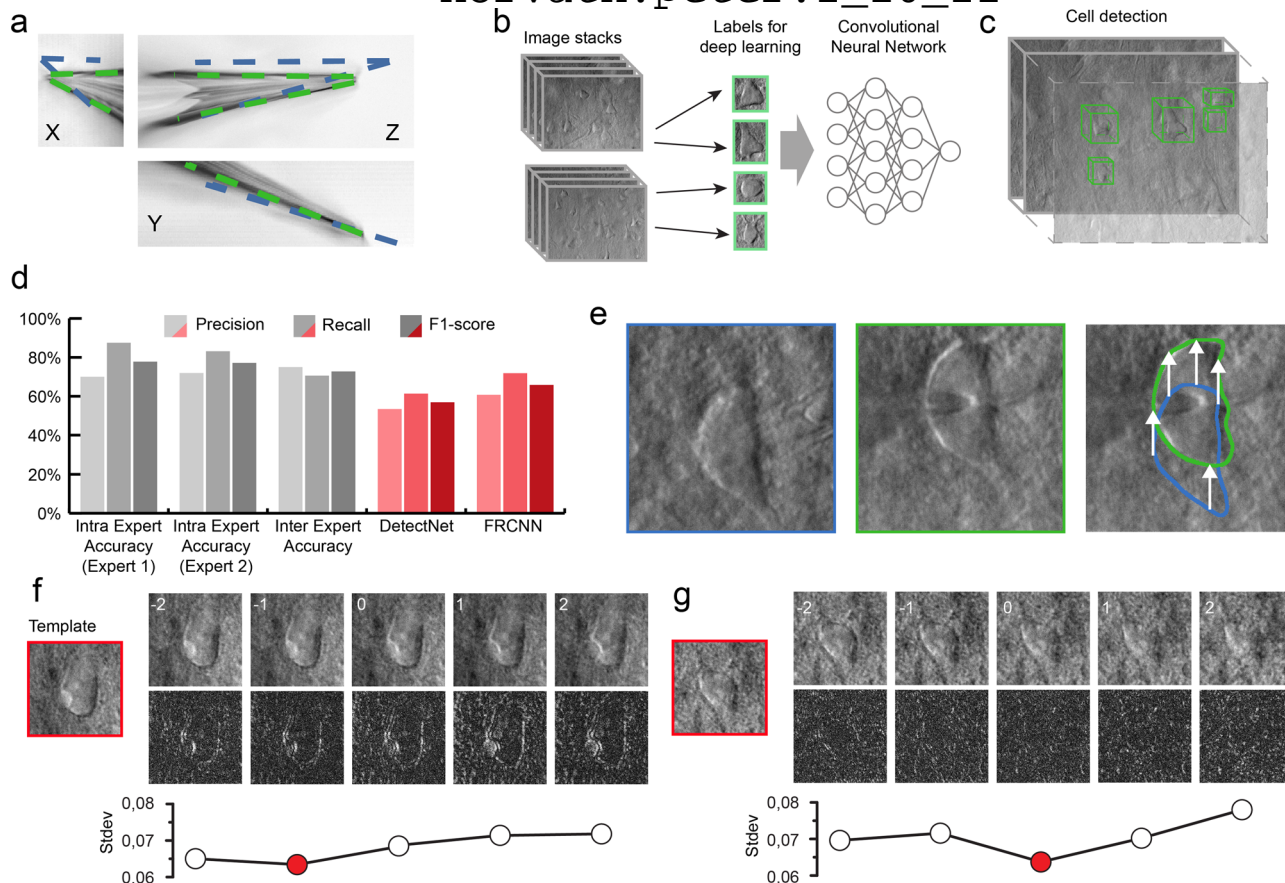 a
X
Z
Y
b
Image stacks
Labels for
deep learning
Convolutional
Neural Network
c
Cell detection
d
100%
80%
60%
40%
20%
0%
Precision
Recall
F1-score
Intra Expert
Accuracy
(Expert 1)
Intra Expert
Accuracy
(Expert 2)
Inter Expert
Accuracy
DetectNet
FRCNN
e
f
Template
-2
-1
0
1
2
Stdev
0,08
0.07
0.06
g
-2
-1
0
1
2
Stdev
0,08
0.07
0.06